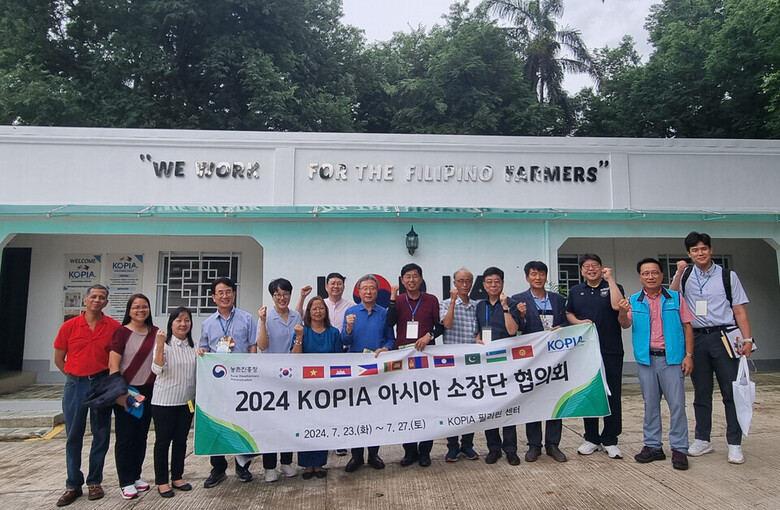 "WE WORK FOR THE FILIPINO FARMERS"
WELCOME
KOPIA
KOPIA
농촌진흥청
KOPIA
2024 KOPIA 아시아 소장단 협의회
2024. 7. 23.(화) ~ 7. 27.(토)
KOPIA 필리핀 센터